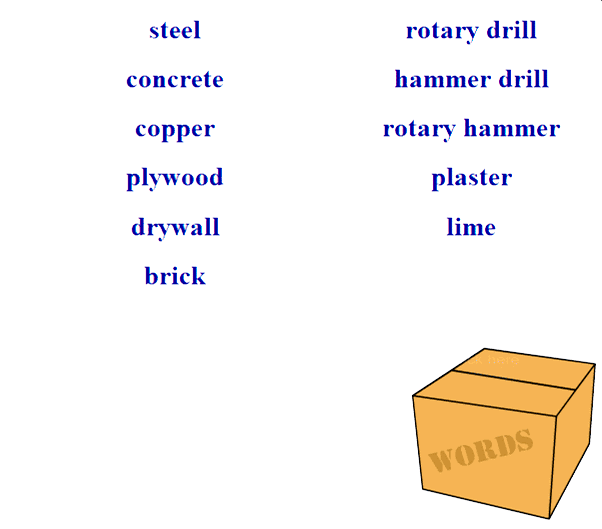 steel
concrete
copper
plywood
drywall
brick
rotary drill
hammer drill
rotary hammer
plaster
lime
WORDS